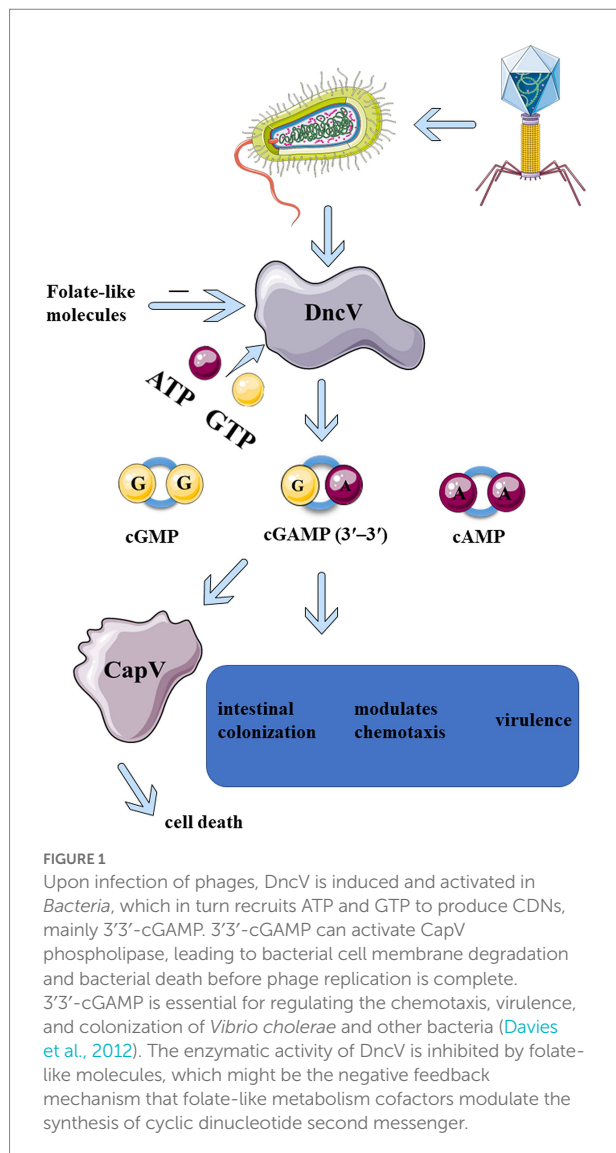 Folate-like
molecules
–
DncV
ATP
GTP
G G
G A
A A
cGMP
cGAMP (3′–3′)
cAMP
CapV
intestinal
colonization
modulates
chemotaxis
virulence
cell death
FIGURE 1
Upon infection of phages, DncV is induced and activated in
Bacteria, which in turn recruits ATP and GTP to produce CDNs,
mainly 3′3′-cGAMP. 3′3′-cGAMP can activate CapV
phospholipase, leading to bacterial cell membrane degradation
and bacterial death before phage replication is complete.
3′3′-cGAMP is essential for regulating the chemotaxis, virulence,
and colonization of Vibrio cholerae and other bacteria (Davies
et al., 2012). The enzymatic activity of DncV is inhibited by folate-
like molecules, which might be the negative feedback
mechanism that folate-like metabolism cofactors modulate the
synthesis of cyclic dinucleotide second messenger.